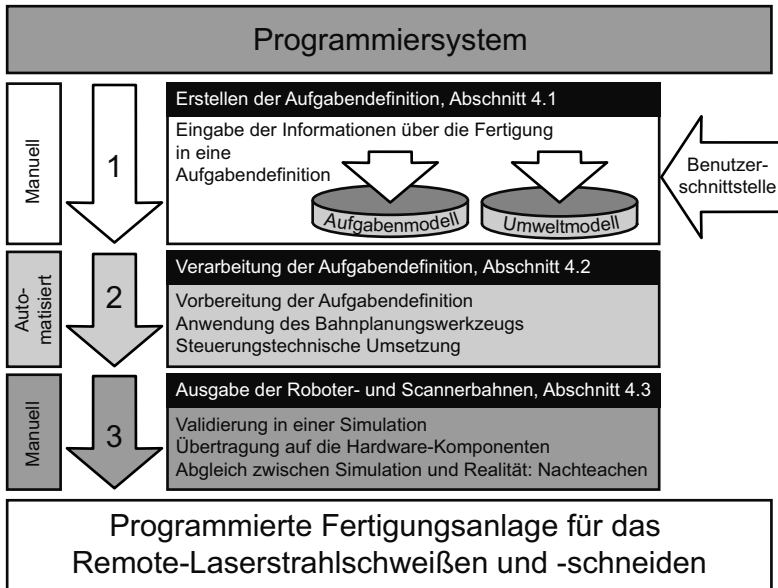 Programmiersystem
Manuell
1
Erstellen der Aufgabendefinition, Abschnitt 4.1
Eingabe der Informationen über die Fertigung
in eine
Aufgabendefinition
Aufgabenmodell
Umweltmodell
Benutzer-
schnittstelle
Auto-
matisiert
2
Verarbeitung der Aufgabendefinition, Abschnitt 4.2
Vorbereitung der Aufgabendefinition
Anwendung des Bahnplanungswerkzeugs
Steuerungstechnische Umsetzung
Manuell
3
Ausgabe der Roboter- und Scannerbahnen, Abschnitt 4.3
Validierung in einer Simulation
Übertragung auf die Hardware-Komponenten
Abgleich zwischen Simulation und Realität: Nachteachen
Programmierte Fertigungsanlage für das
Remote-Laserstrahlschweißen und -schneiden